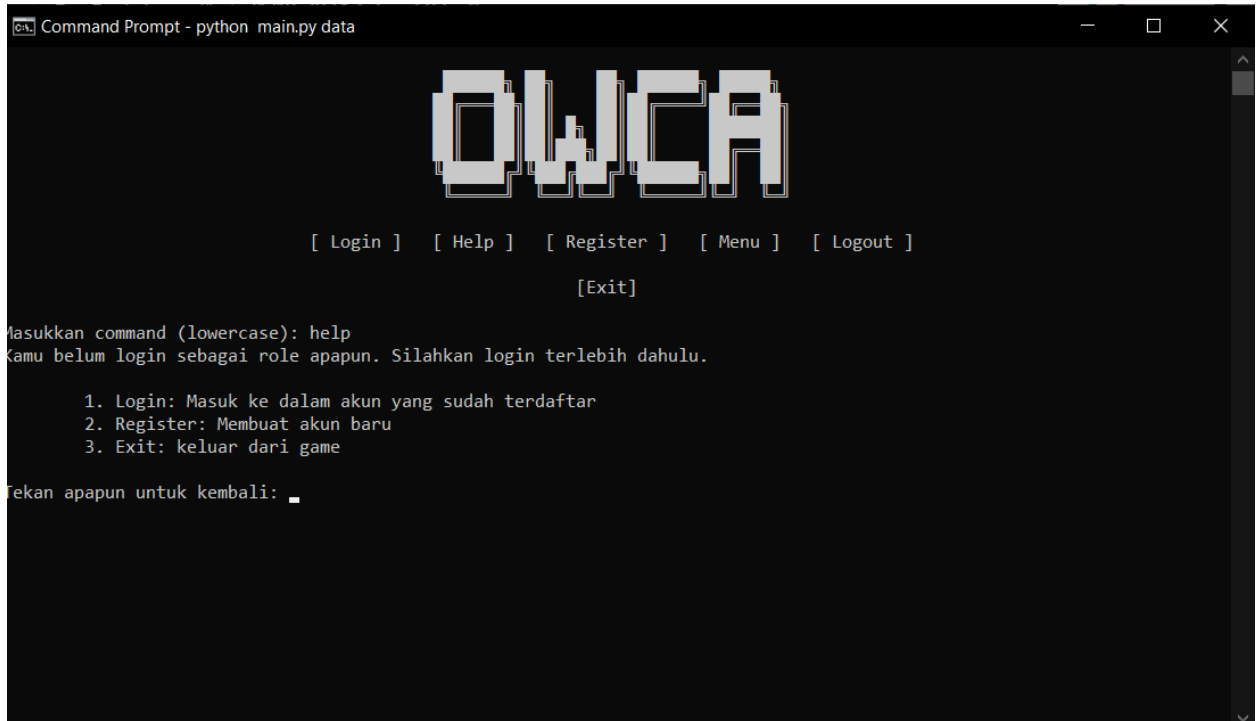 Command Prompt - python  main.py data
OWCA
[ Login ]   [ Help ]   [ Register ]   [ Menu ]   [ Logout ]
[Exit]
Masukkan command (lowercase): help
Kamu belum login sebagai role apapun. Silahkan login terlebih dahulu.
1. Login: Masuk ke dalam akun yang sudah terdaftar
2. Register: Membuat akun baru
3. Exit: keluar dari game
Tekan apapun untuk kembali: